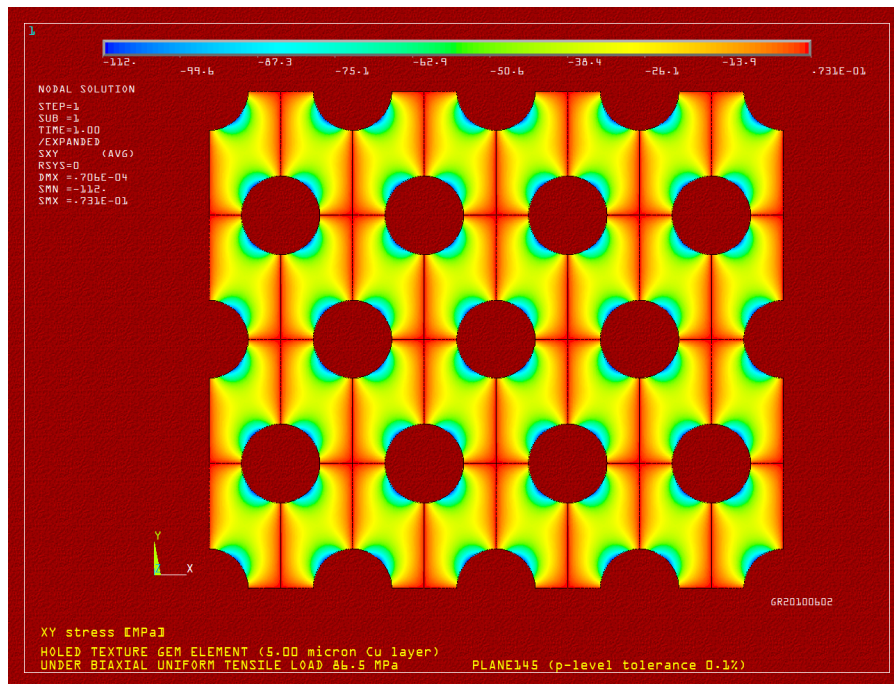 1
-112.
-99.6
-87.3
-75.1
-62.9
-50.6
-38.4
-26.1
-13.9
.731E-01
NODAL SOLUTION
STEP=1
SUB =1
TIME=1.00
/EXPANDED
SXY (AVG)
RSYS=0
DMX =.706E-04
SMN =-112.
SMX =.731E-01
Y
Z X
GR20100602
XY stress [MPa]
HOLED TEXTURE GEM ELEMENT (5.00 micron Cu layer)
UNDER BIAXIAL UNIFORM TENSILE LOAD 86.5 MPa PLANE145 (p-level tolerance 0.1%)